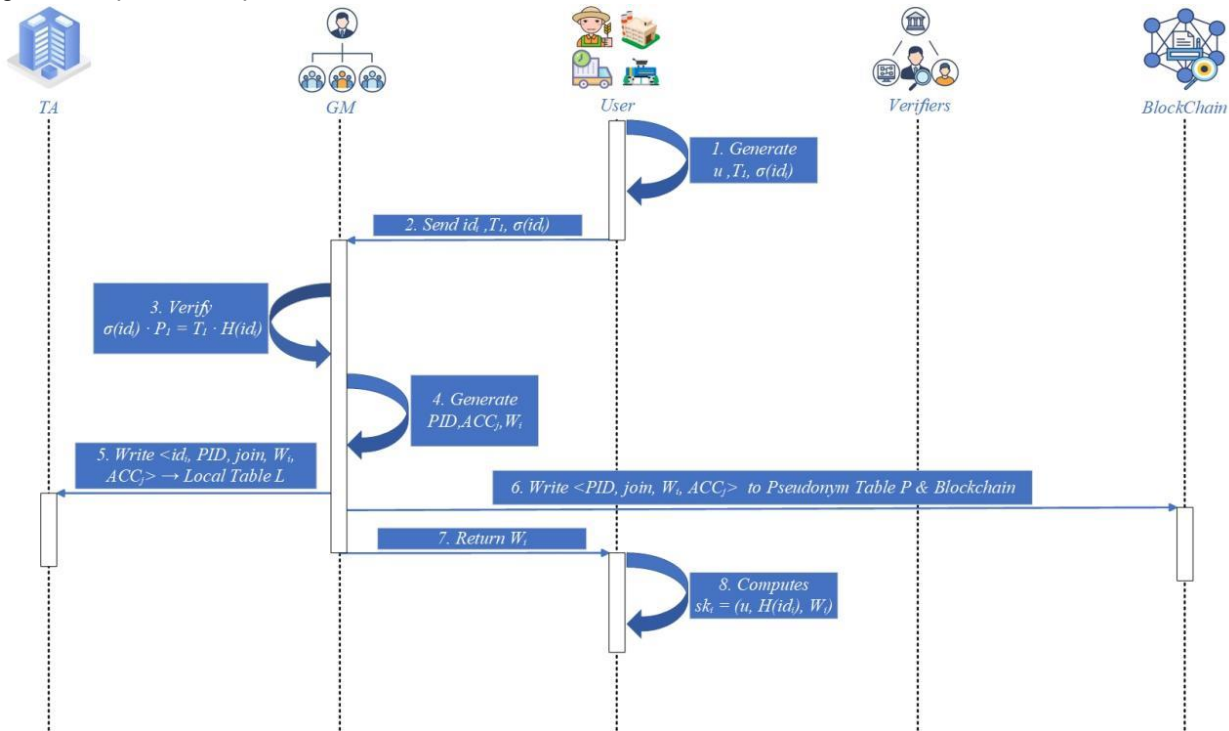 TA
GM
User
Verifiers
BlockChain
1. Generate
u ,T₁, σ(idᵢ)
2. Send idᵢ ,T₁, σ(idᵢ)
3. Verify
σ(idᵢ) · P₁ = T₁ · H(idᵢ)
4. Generate
PID,ACCⱼ,Wᵢ
5. Write <idᵢ, PID, join, Wᵢ,
ACCⱼ> → Local Table L
6. Write <PID, join, Wᵢ, ACCⱼ> to Pseudonym Table P & Blockchain
7. Return Wᵢ
8. Computes
skᵢ = (u, H(idᵢ), Wᵢ)